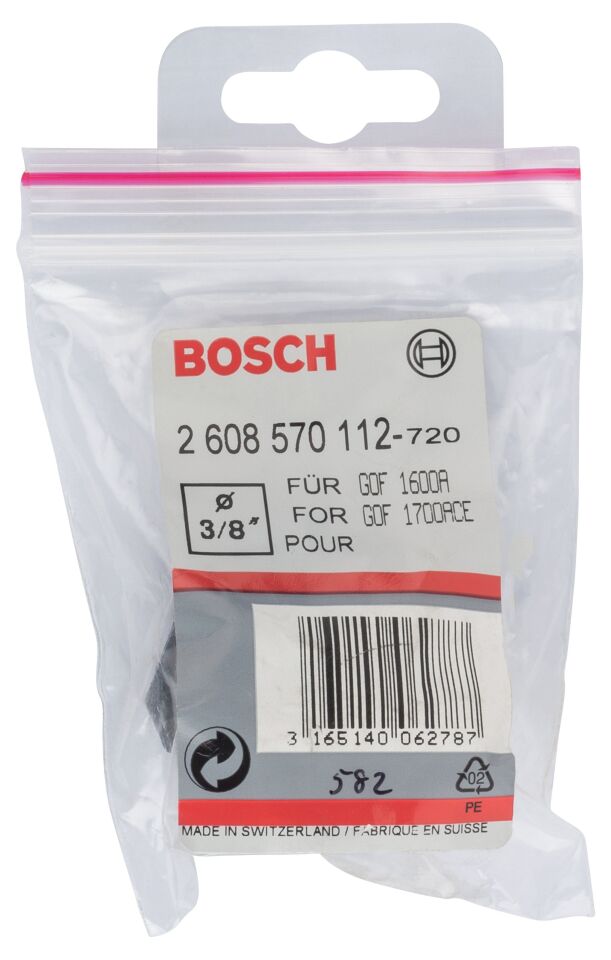 BOSCH
2 608 570 112-720
Ø
3/8"
FÜR GOF 1600A
FOR GOF 1700ACE
POUR
3 165140 062787
582
02
PE
MADE IN SWITZERLAND / FABRIQUE EN SUISSE